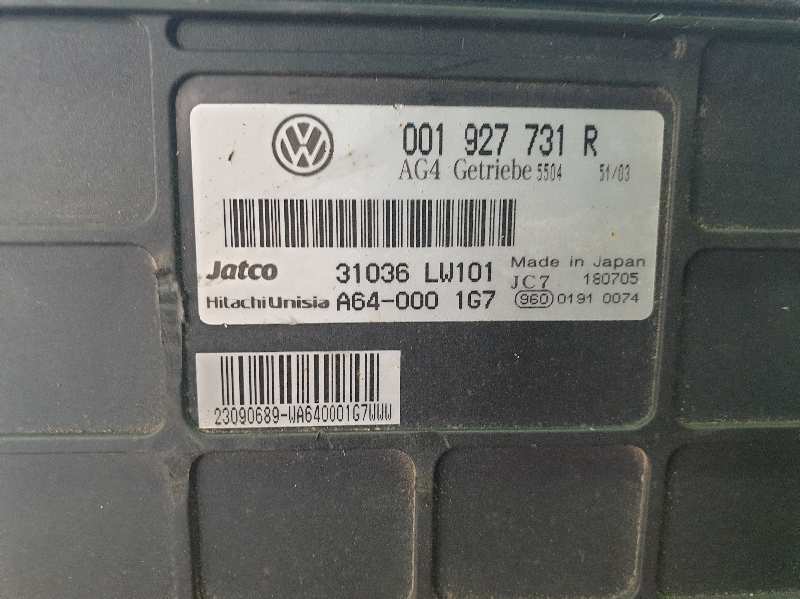 001 927 731 R
AG4 Getriebe 5504 51/03
Jatco 31036 LW101 Made in Japan
JC7 180705
HitachiUnisia A64-000 1G7 960 0191 0074
23090689-WA640001G7WWW